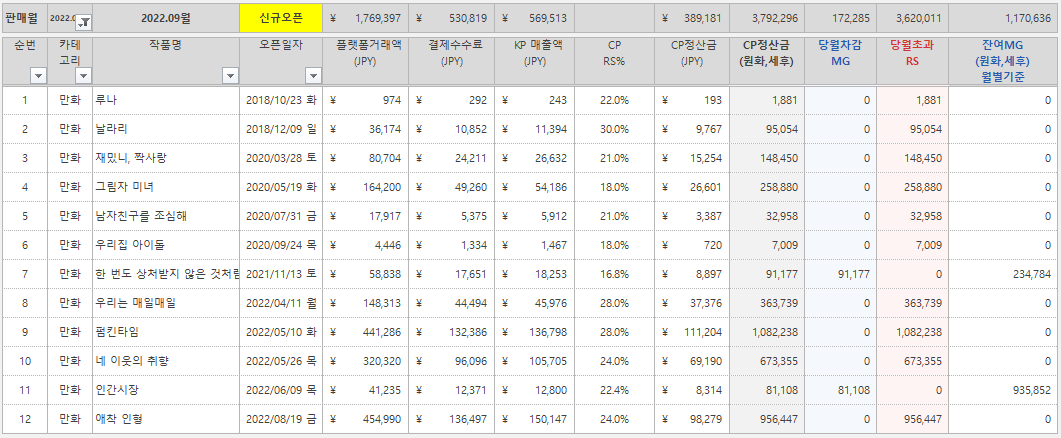 판매월 2022.0 2022.09월 신규오픈 ¥ 1,769,397 ¥ 530,819 ¥ 569,513 ¥ 389,181 3,792,296 172,285 3,620,011 1,170,636
순번 카테고리 작품명 오픈일자 플랫폼거래액 (JPY) 결제수수료 (JPY) KP 매출액 (JPY) CP RS% CP정산금 (JPY) CP정산금 (원화,세후) 당월차감 MG 당월초과 RS 잔여MG (원화,세후) 월별기준
1 만화 루나 2018/10/23 화 ¥ 974 ¥ 292 ¥ 243 22.0% ¥ 193 1,881 0 1,881 0
2 만화 날라리 2018/12/09 일 ¥ 36,174 ¥ 10,852 ¥ 11,394 30.0% ¥ 9,767 95,054 0 95,054 0
3 만화 재밌니, 짝사랑 2020/03/28 토 ¥ 80,704 ¥ 24,211 ¥ 26,632 21.0% ¥ 15,254 148,450 0 148,450 0
4 만화 그림자 미녀 2020/05/19 화 ¥ 164,200 ¥ 49,260 ¥ 54,186 18.0% ¥ 26,601 258,880 0 258,880 0
5 만화 남자친구를 조심해 2020/07/31 금 ¥ 17,917 ¥ 5,375 ¥ 5,912 21.0% ¥ 3,387 32,958 0 32,958 0
6 만화 우리집 아이돌 2020/09/24 목 ¥ 4,446 ¥ 1,334 ¥ 1,467 18.0% ¥ 720 7,009 0 7,009 0
7 만화 한 번도 상처받지 않은 것처럼 2021/11/13 토 ¥ 58,838 ¥ 17,651 ¥ 18,253 16.8% ¥ 8,897 91,177 91,177 0 234,784
8 만화 우리는 매일매일 2022/04/11 월 ¥ 148,313 ¥ 44,494 ¥ 45,976 28.0% ¥ 37,376 363,739 0 363,739 0
9 만화 펌킨타임 2022/05/10 화 ¥ 441,286 ¥ 132,386 ¥ 136,798 28.0% ¥ 111,204 1,082,238 0 1,082,238 0
10 만화 네 이웃의 취향 2022/05/26 목 ¥ 320,320 ¥ 96,096 ¥ 105,705 24.0% ¥ 69,190 673,355 0 673,355 0
11 만화 인간시장 2022/06/09 목 ¥ 41,235 ¥ 12,371 ¥ 12,800 22.4% ¥ 8,314 81,108 81,108 0 935,852
12 만화 애착 인형 2022/08/19 금 ¥ 454,990 ¥ 136,497 ¥ 150,147 24.0% ¥ 98,279 956,447 0 956,447 0